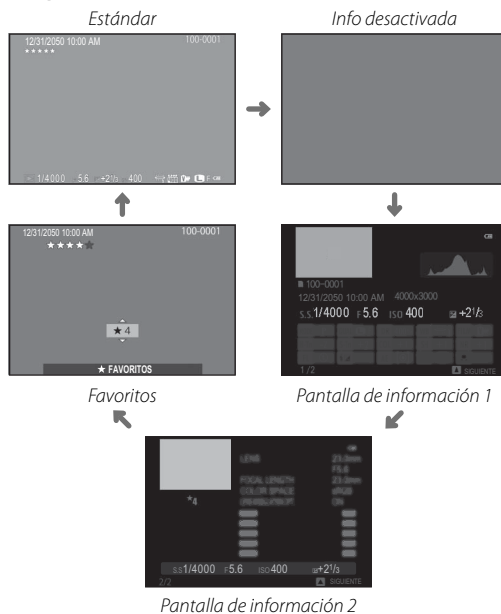 Estándar
12/31/2050 10:00 AM 100-0001
★★★★★
1/4000 5.6 +2 1/3 400 F
Info desactivada
100-0001
12/31/2050 10:00 AM 4000x3000
S.S. 1/4000 F 5.6 ISO 400 +2 1/3
1/2 SIGUIENTE
Pantalla de información 1
12/31/2050 10:00 AM 100-0001
★★★★★
★ 4
★ FAVORITOS
Favoritos
LENS 23.0mm
F5.6
FOCAL LENGTH 23.0mm
COLOR SPACE sRGB
ON
★4
S.S 1/4000 F5.6 ISO 400 +2 1/3
2/2 SIGUIENTE
Pantalla de información 2